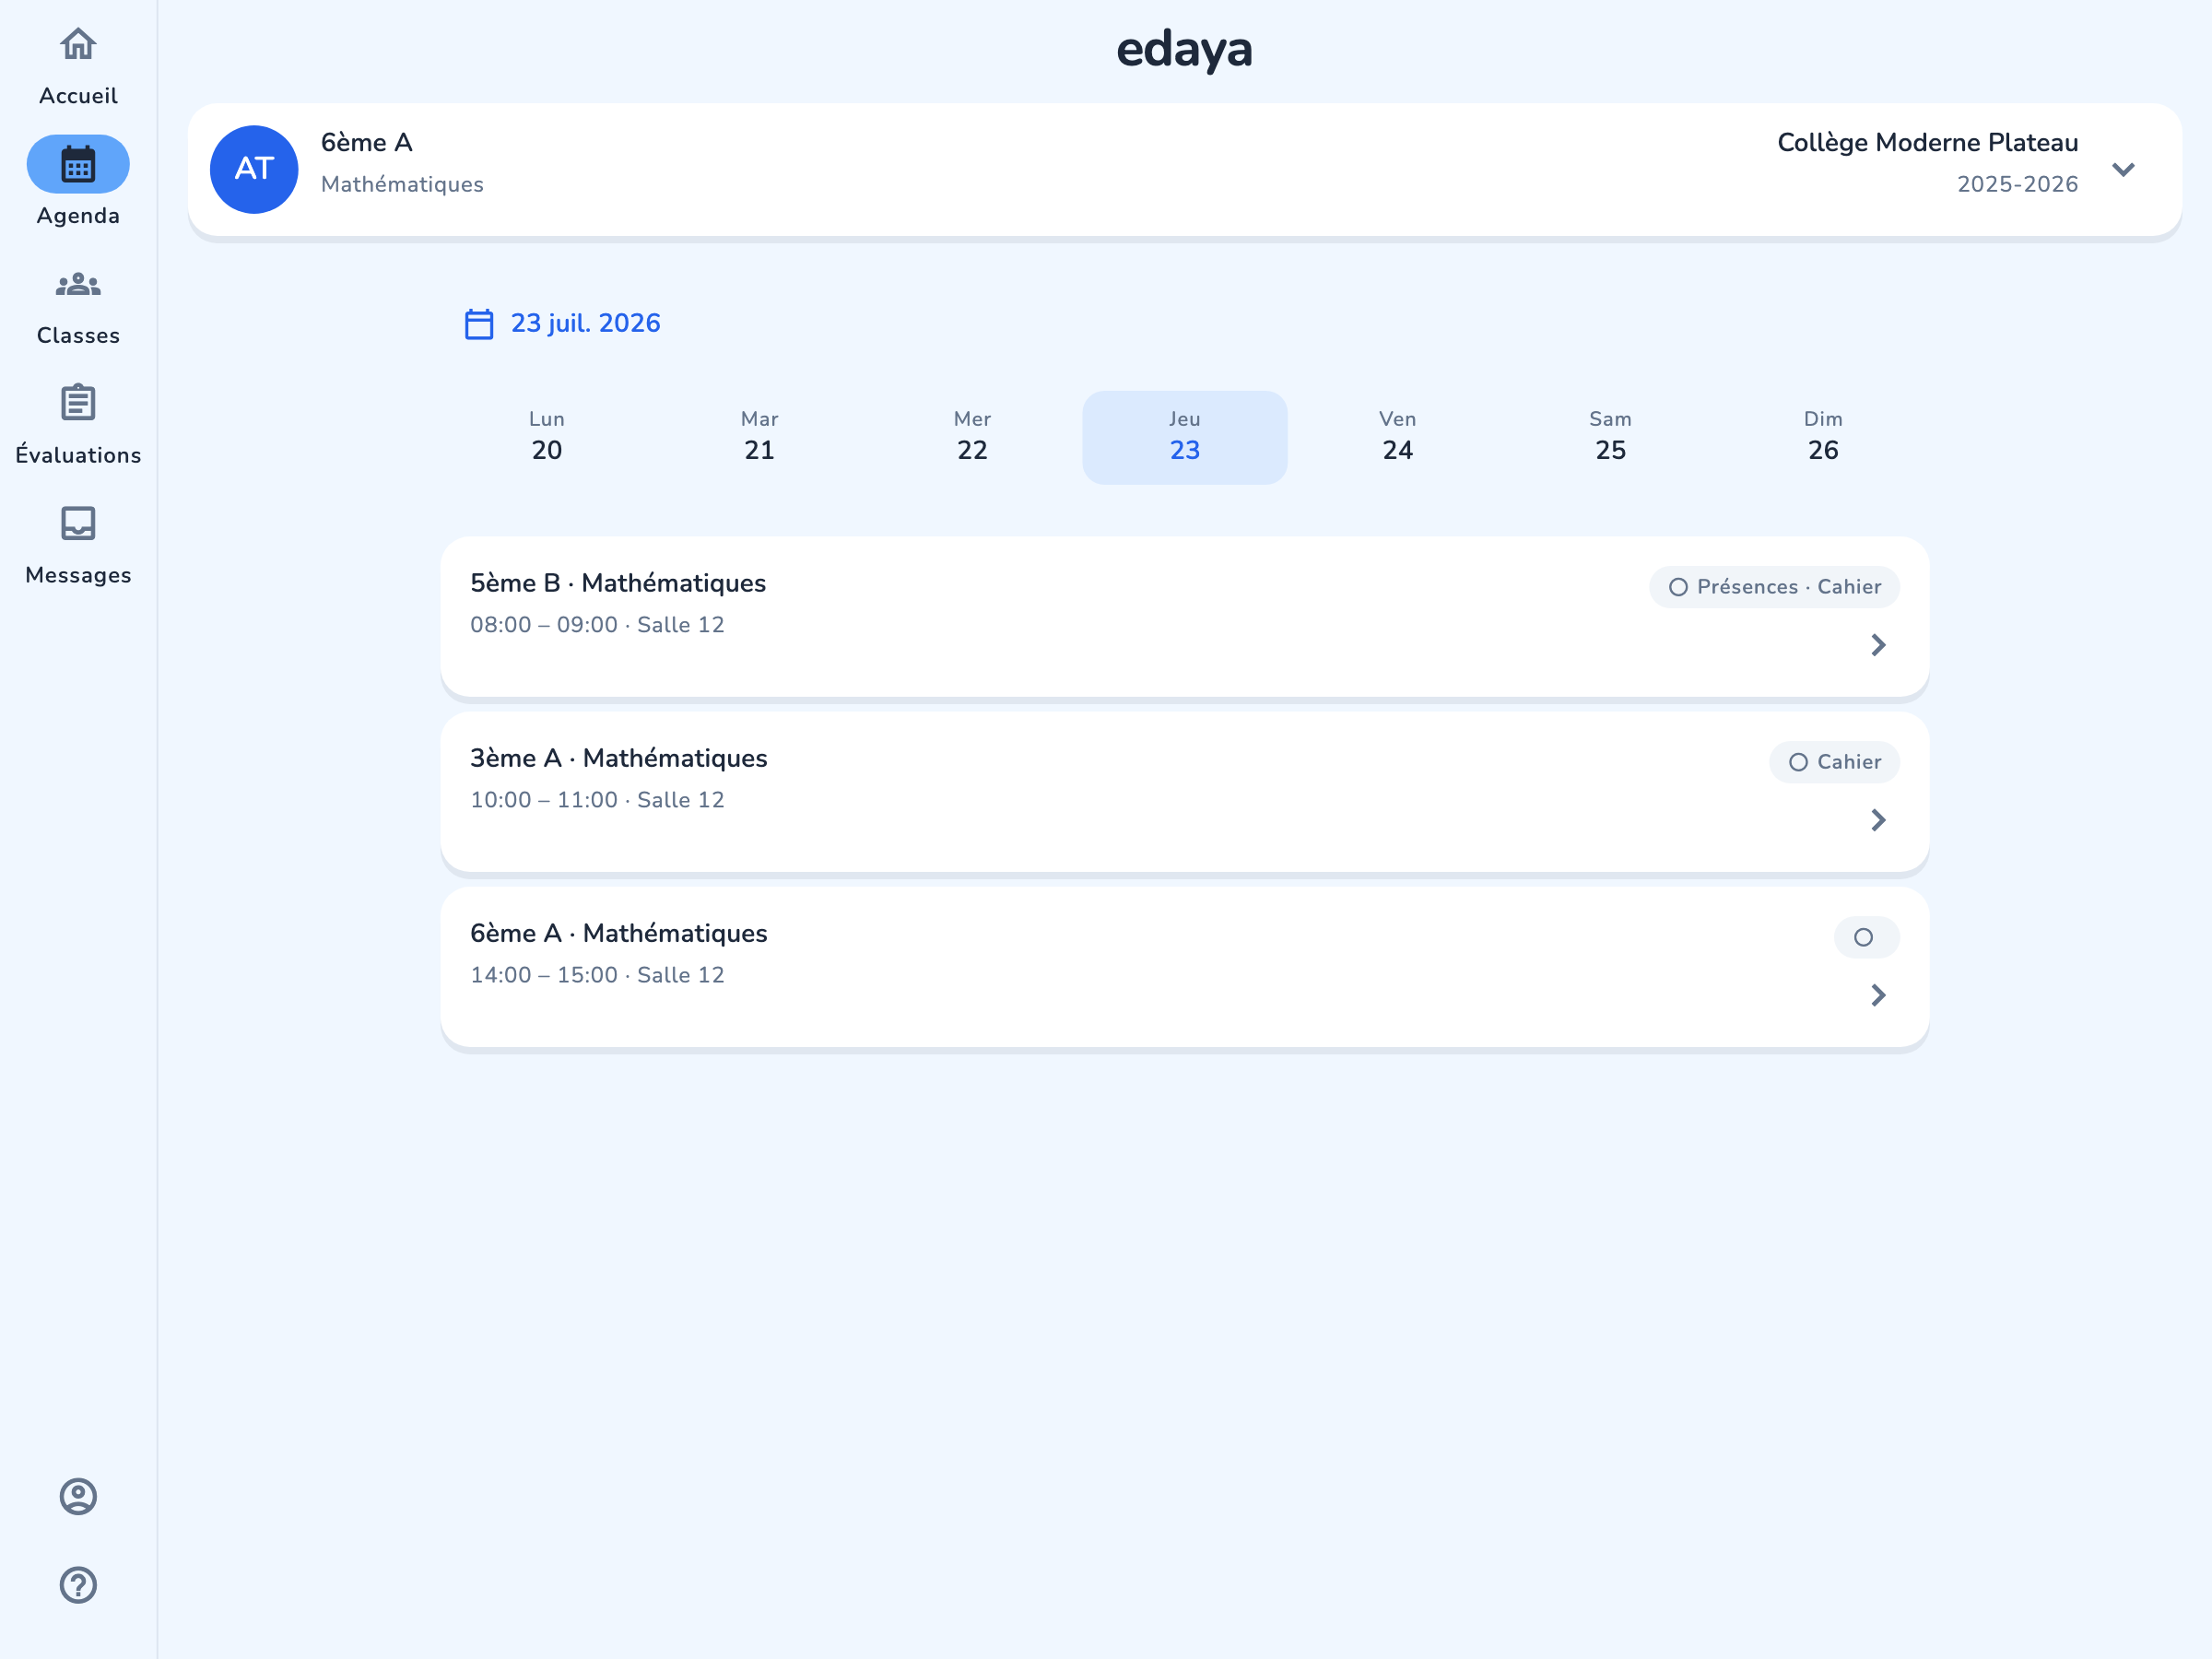 edaya
Accueil
Agenda
Classes
Évaluations
Messages
AT
6ème A
Mathématiques
Collège Moderne Plateau
2025-2026
23 juil. 2026
Lun
20
Mar
21
Mer
22
Jeu
23
Ven
24
Sam
25
Dim
26
5ème B · Mathématiques
08:00 – 09:00 · Salle 12
Présences · Cahier
3ème A · Mathématiques
10:00 – 11:00 · Salle 12
Cahier
6ème A · Mathématiques
14:00 – 15:00 · Salle 12